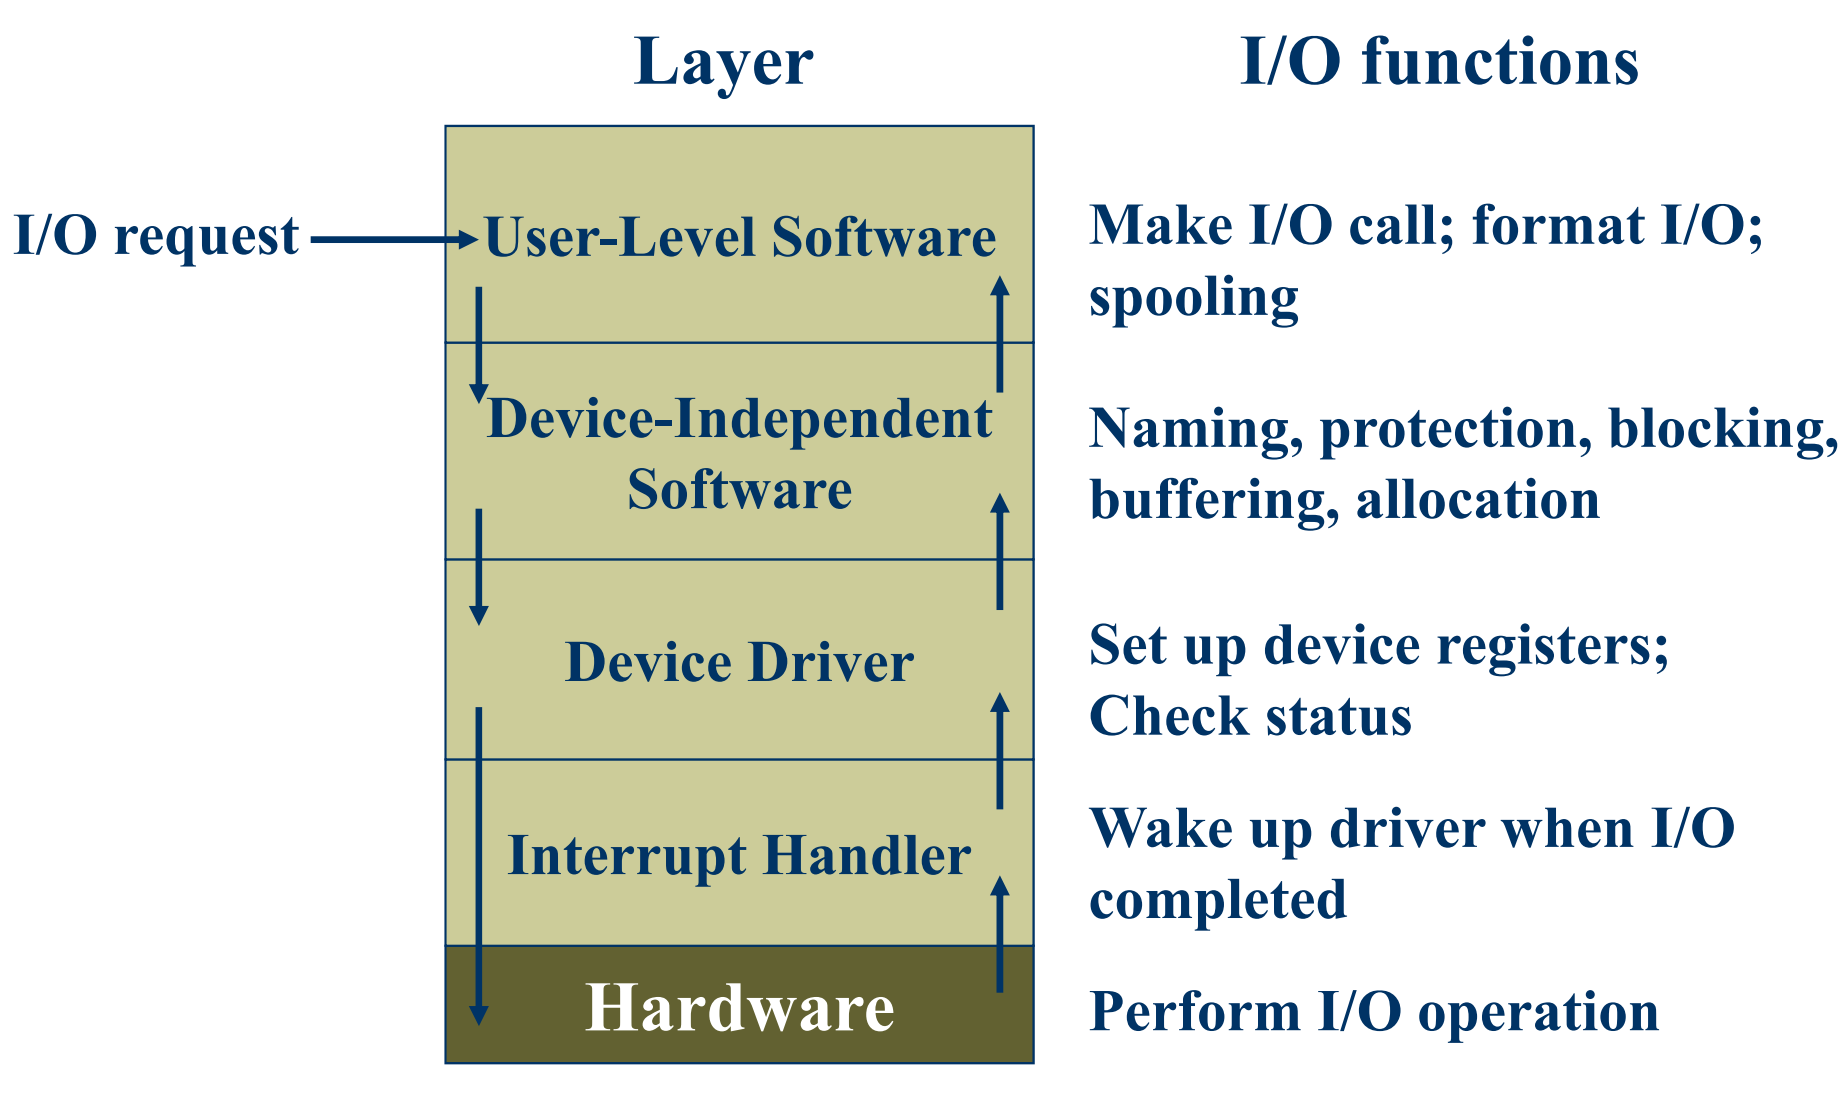 Layer
I/O functions
I/O request
User-Level Software
Make I/O call; format I/O;
spooling
Device-Independent
Software
Naming, protection, blocking,
buffering, allocation
Device Driver
Set up device registers;
Check status
Interrupt Handler
Wake up driver when I/O
completed
Hardware
Perform I/O operation